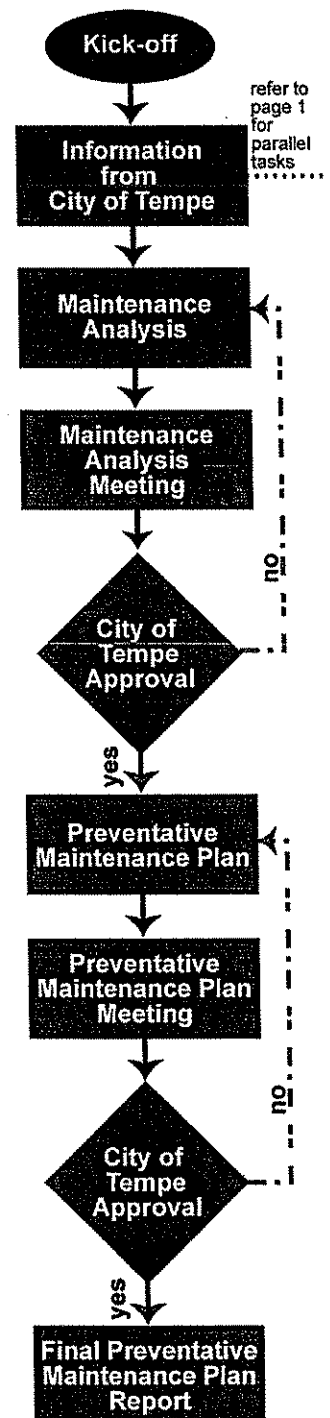 Kick-off
refer to
page 1
for
parallel
tasks
Information
from
City of Tempe
Maintenance
Analysis
Maintenance
Analysis
Meeting
no
City of
Tempe
Approval
yes
Preventative
Maintenance Plan
Preventative
Maintenance Plan
Meeting
no
City of
Tempe
Approval
yes
Final Preventative
Maintenance Plan
Report